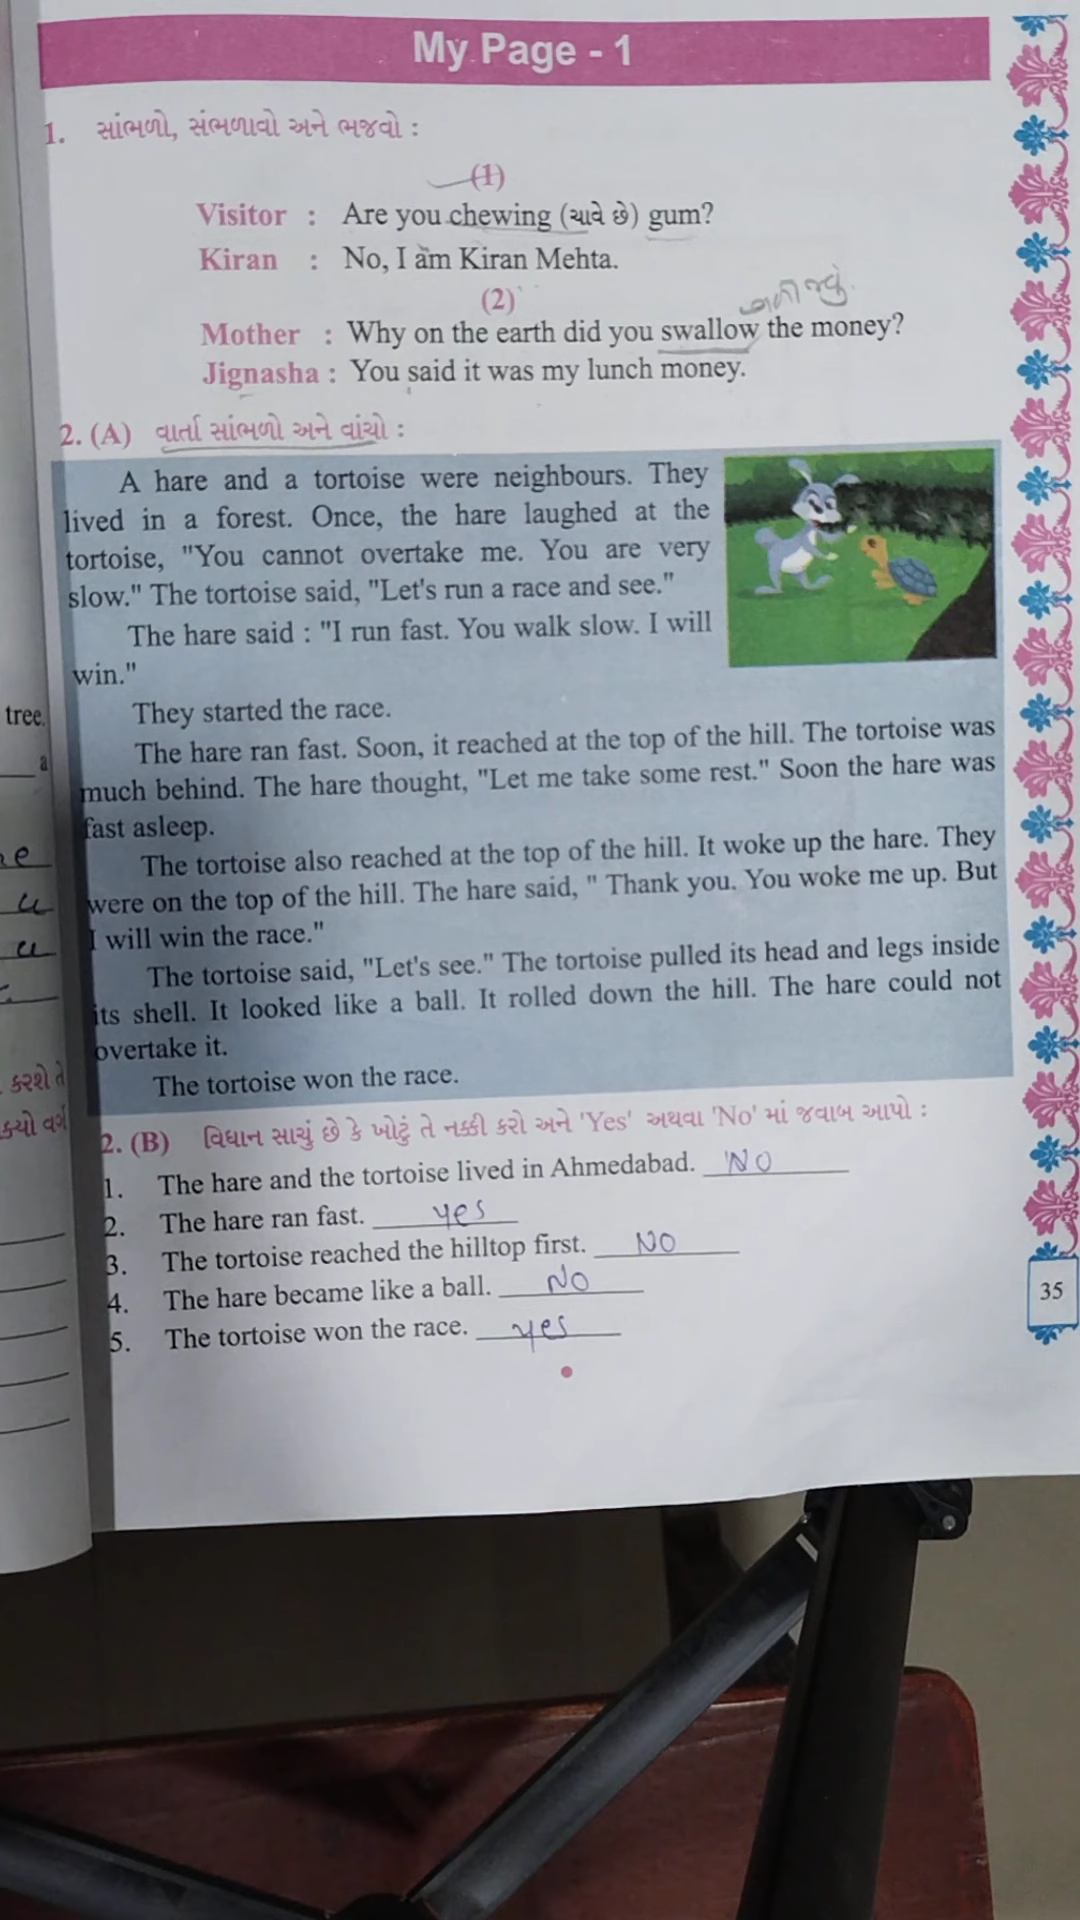 My Page - 1
1. સાંભળો, સંભળાવો અને ભજવો :
(1)
Visitor : Are you chewing (ચાવે છે) gum?
Kiran : No, I am Kiran Mehta.
(2)
ગળી જવું
Mother : Why on the earth did you swallow the money?
Jignasha : You said it was my lunch money.
2. (A) વાર્તા સાંભળો અને વાંચો :
A hare and a tortoise were neighbours. They
lived in a forest. Once, the hare laughed at the
tortoise, "You cannot overtake me. You are very
slow." The tortoise said, "Let's run a race and see."
The hare said : "I run fast. You walk slow. I will
win."
They started the race.
The hare ran fast. Soon, it reached at the top of the hill. The tortoise was
much behind. The hare thought, "Let me take some rest." Soon the hare was
fast asleep.
The tortoise also reached at the top of the hill. It woke up the hare. They
were on the top of the hill. The hare said, " Thank you. You woke me up. But
I will win the race."
The tortoise said, "Let's see." The tortoise pulled its head and legs inside
its shell. It looked like a ball. It rolled down the hill. The hare could not
overtake it.
The tortoise won the race.
2. (B) વિધાન સાચું છે કે ખોટું તે નક્કી કરો અને 'Yes' અથવા 'No' માં જવાબ આપો :
1. The hare and the tortoise lived in Ahmedabad. NO
2. The hare ran fast. yes
3. The tortoise reached the hilltop first. NO
4. The hare became like a ball. No
5. The tortoise won the race. yes
35
tree.
a
કરશે તે
ક્યો વર્ગ